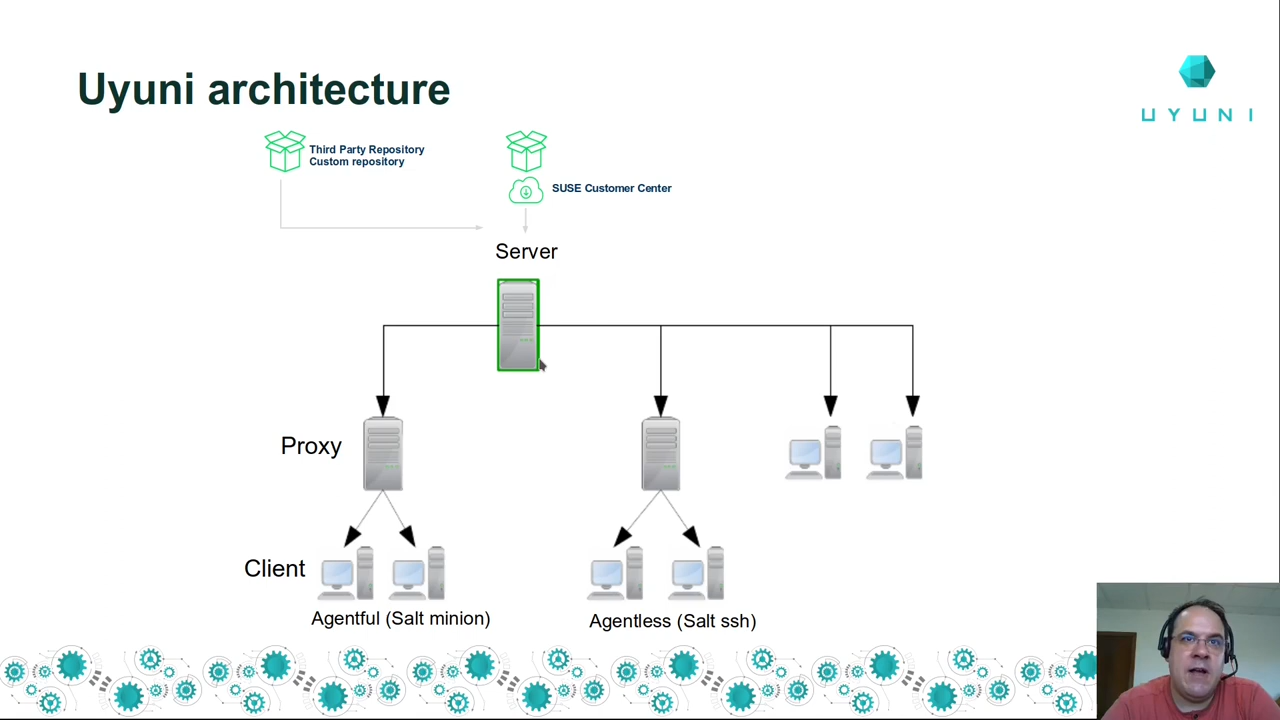 Uyuni architecture
UYUNI
Third Party Repository
Custom repository
SUSE Customer Center
Server
Proxy
Client
Agentful (Salt minion)
Agentless (Salt ssh)